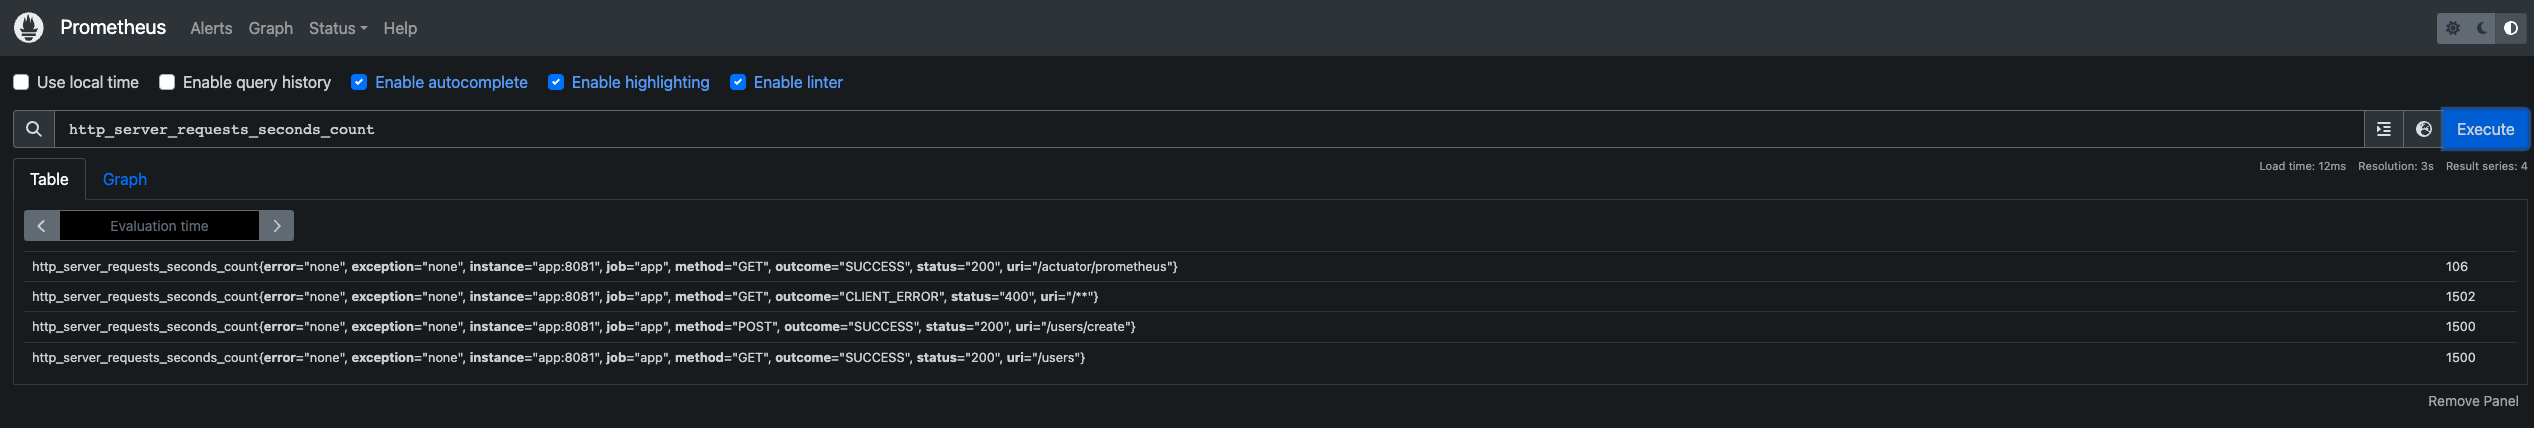 Prometheus Alerts Graph Status Help
Use local time Enable query history Enable autocomplete Enable highlighting Enable linter
http_server_requests_seconds_count Execute
Table Graph Load time: 12ms Resolution: 3s Result series: 4
Evaluation time
http_server_requests_seconds_count{error="none", exception="none", instance="app:8081", job="app", method="GET", outcome="SUCCESS", status="200", uri="/actuator/prometheus"} 106
http_server_requests_seconds_count{error="none", exception="none", instance="app:8081", job="app", method="GET", outcome="CLIENT_ERROR", status="400", uri="/**"} 1502
http_server_requests_seconds_count{error="none", exception="none", instance="app:8081", job="app", method="POST", outcome="SUCCESS", status="200", uri="/users/create"} 1500
http_server_requests_seconds_count{error="none", exception="none", instance="app:8081", job="app", method="GET", outcome="SUCCESS", status="200", uri="/users"} 1500
Remove Panel